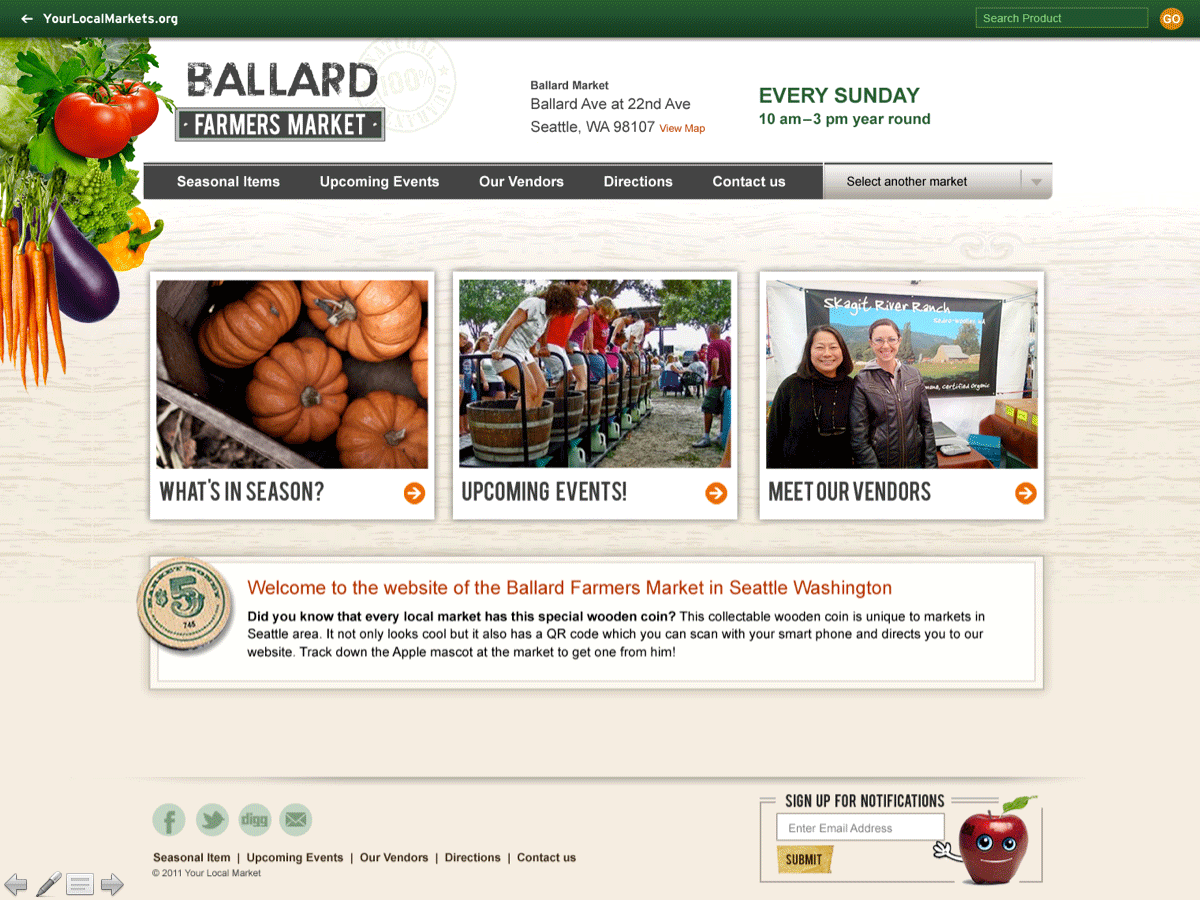 YourLocalMarkets.org
Search Product
GO
BALLARD
FARMERS MARKET
NATURAL
100%
Ballard Market
Ballard Ave at 22nd Ave
Seattle, WA 98107 View Map
EVERY SUNDAY
10 am–3 pm year round
Seasonal Items
Upcoming Events
Our Vendors
Directions
Contact us
Select another market
Skagit River Ranch
Certified Organic
WHAT'S IN SEASON?
UPCOMING EVENTS!
MEET OUR VENDORS
MARKET MONEY
$5
745
Welcome to the website of the Ballard Farmers Market in Seattle Washington
Did you know that every local market has this special wooden coin? This collectable wooden coin is unique to markets in
Seattle area. It not only looks cool but it also has a QR code which you can scan with your smart phone and directs you to our
website. Track down the Apple mascot at the market to get one from him!
digg
Seasonal Item | Upcoming Events | Our Vendors | Directions | Contact us
© 2011 Your Local Market
SIGN UP FOR NOTIFICATIONS
Enter Email Address
SUBMIT